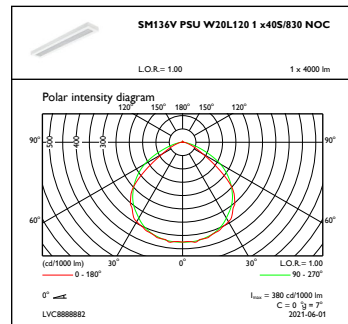 SM136V PSU W20L120 1 x40S/830 NOC
L.O.R.= 1.00 1 x 4000 lm
Polar intensity diagram
120° 150° 180° 150° 120°
90° 500 400 300 90°
60° 60°
(cd/1000 lm) 30° 0° 30° L.O.R.= 1.00
0 - 180° 90 - 270°
0° Imax = 380 cd/1000 lm
C = 0 °g = 7°
LVC8888882 2021-06-01